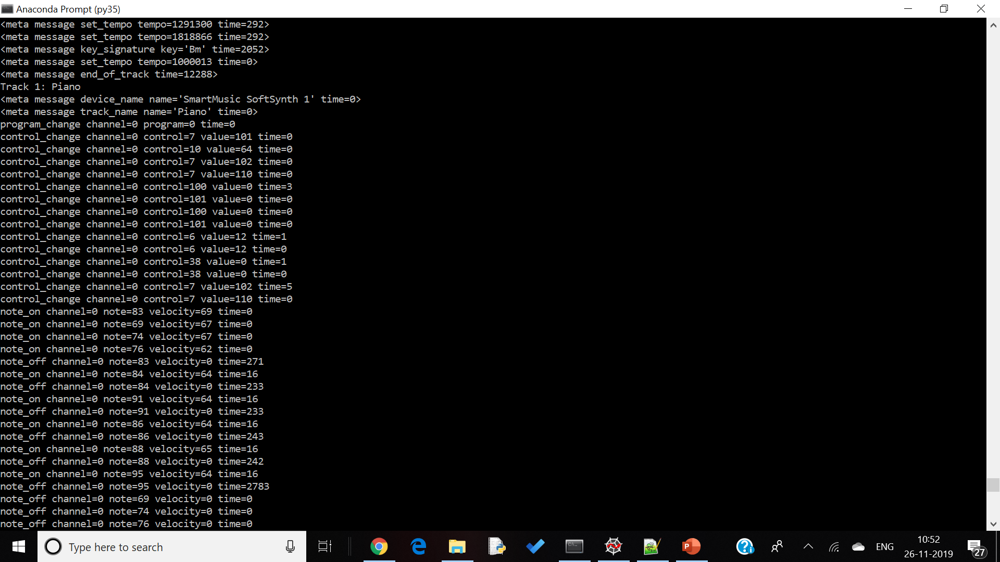 Anaconda Prompt (py35)
<meta message set_tempo tempo=1291300 time=292>
<meta message set_tempo tempo=1818866 time=292>
<meta message key_signature key='Bm' time=2052>
<meta message set_tempo tempo=1000013 time=0>
<meta message end_of_track time=12288>
Track 1: Piano
<meta message device_name name='SmartMusic SoftSynth 1' time=0>
<meta message track_name name='Piano' time=0>
program_change channel=0 program=0 time=0
control_change channel=0 control=7 value=101 time=0
control_change channel=0 control=10 value=64 time=0
control_change channel=0 control=7 value=102 time=0
control_change channel=0 control=7 value=110 time=0
control_change channel=0 control=100 value=0 time=3
control_change channel=0 control=101 value=0 time=0
control_change channel=0 control=100 value=0 time=0
control_change channel=0 control=101 value=0 time=0
control_change channel=0 control=6 value=12 time=1
control_change channel=0 control=6 value=12 time=0
control_change channel=0 control=38 value=0 time=1
control_change channel=0 control=38 value=0 time=0
control_change channel=0 control=7 value=102 time=5
control_change channel=0 control=7 value=110 time=0
note_on channel=0 note=83 velocity=69 time=0
note_on channel=0 note=69 velocity=67 time=0
note_on channel=0 note=74 velocity=67 time=0
note_on channel=0 note=76 velocity=62 time=0
note_off channel=0 note=83 velocity=0 time=271
note_on channel=0 note=84 velocity=64 time=16
note_off channel=0 note=84 velocity=0 time=233
note_on channel=0 note=91 velocity=64 time=16
note_off channel=0 note=91 velocity=0 time=233
note_on channel=0 note=86 velocity=64 time=16
note_off channel=0 note=86 velocity=0 time=243
note_on channel=0 note=88 velocity=65 time=16
note_off channel=0 note=88 velocity=0 time=242
note_on channel=0 note=95 velocity=64 time=16
note_off channel=0 note=95 velocity=0 time=2783
note_off channel=0 note=69 velocity=0 time=0
note_off channel=0 note=74 velocity=0 time=0
note_off channel=0 note=76 velocity=0 time=0
Type here to search
ENG
10:52
26-11-2019
27